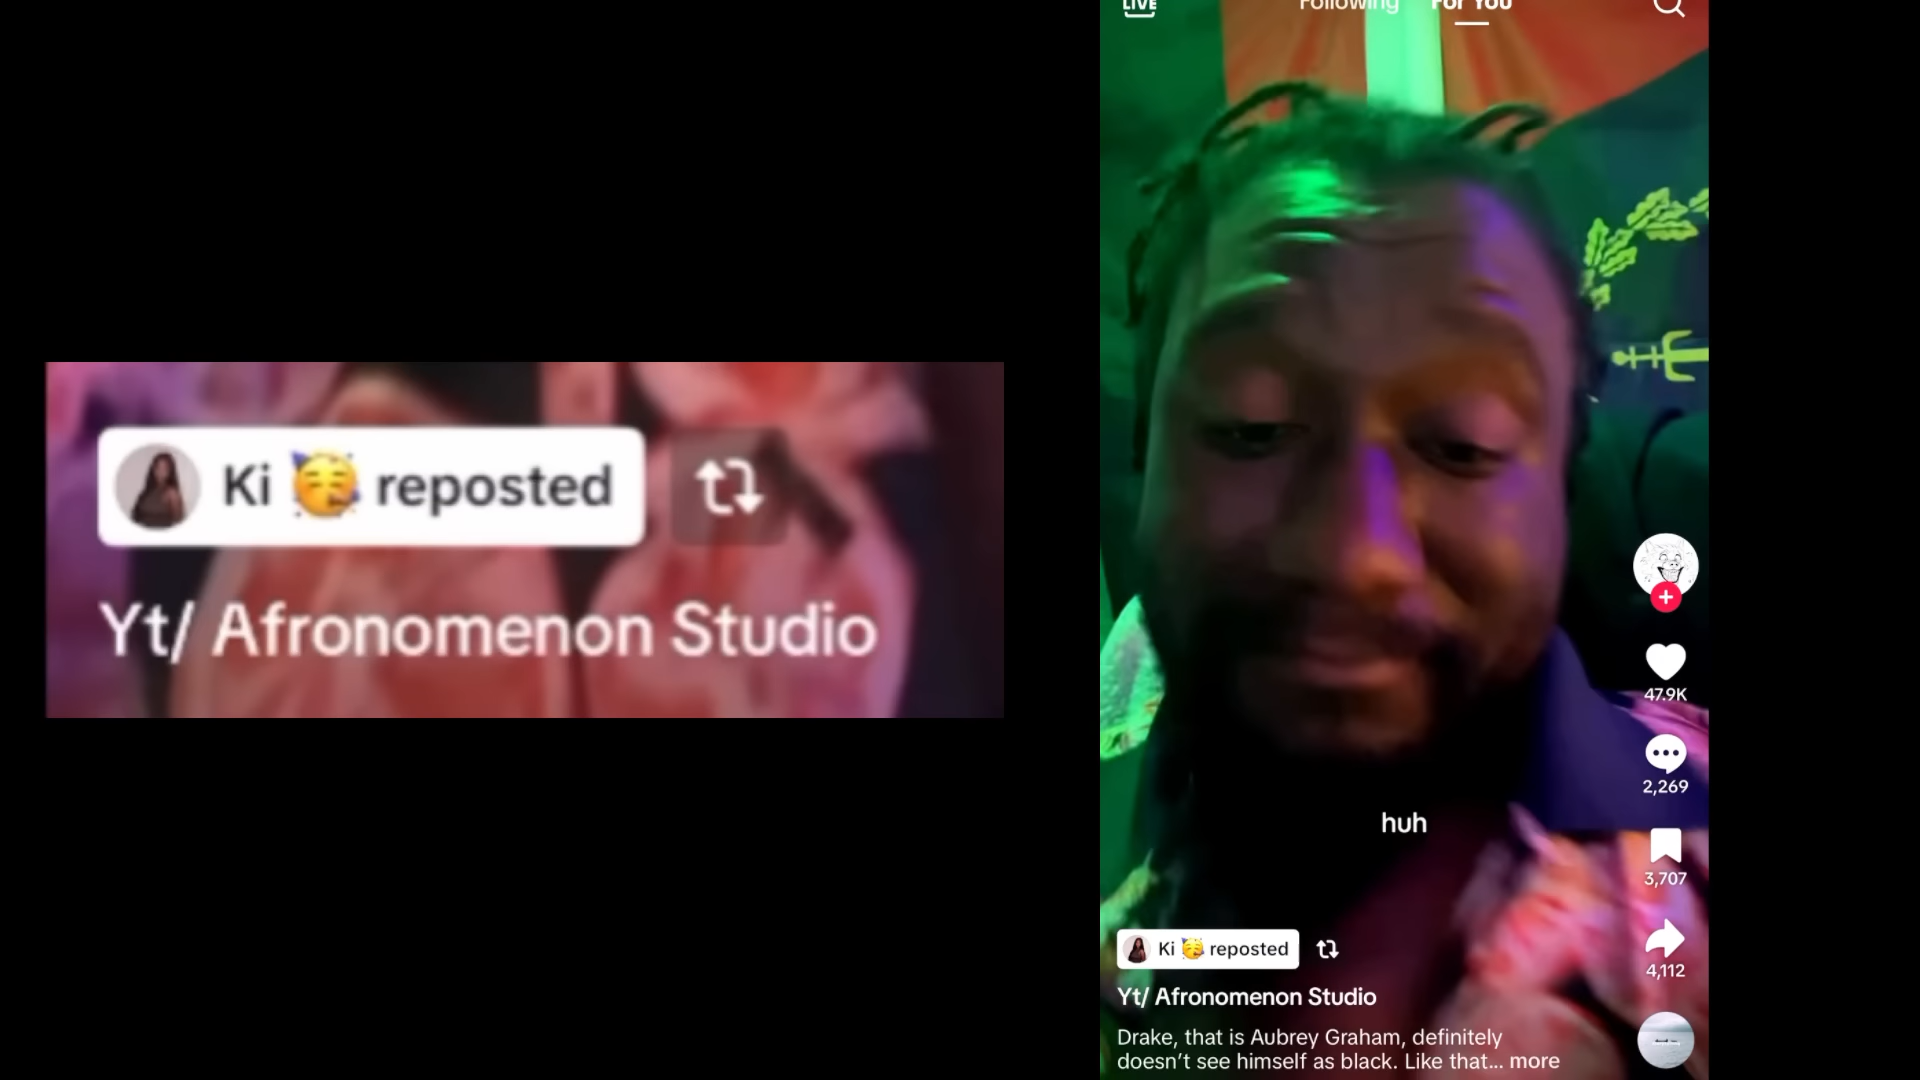 Ki 🥳 reposted
Yt/ Afronomenon Studio
LIVE
Following For You
47.9K
2,269
huh
3,707
Ki 🥳 reposted
4,112
Yt/ Afronomenon Studio
Drake, that is Aubrey Graham, definitely
doesn’t see himself as black. Like that... more